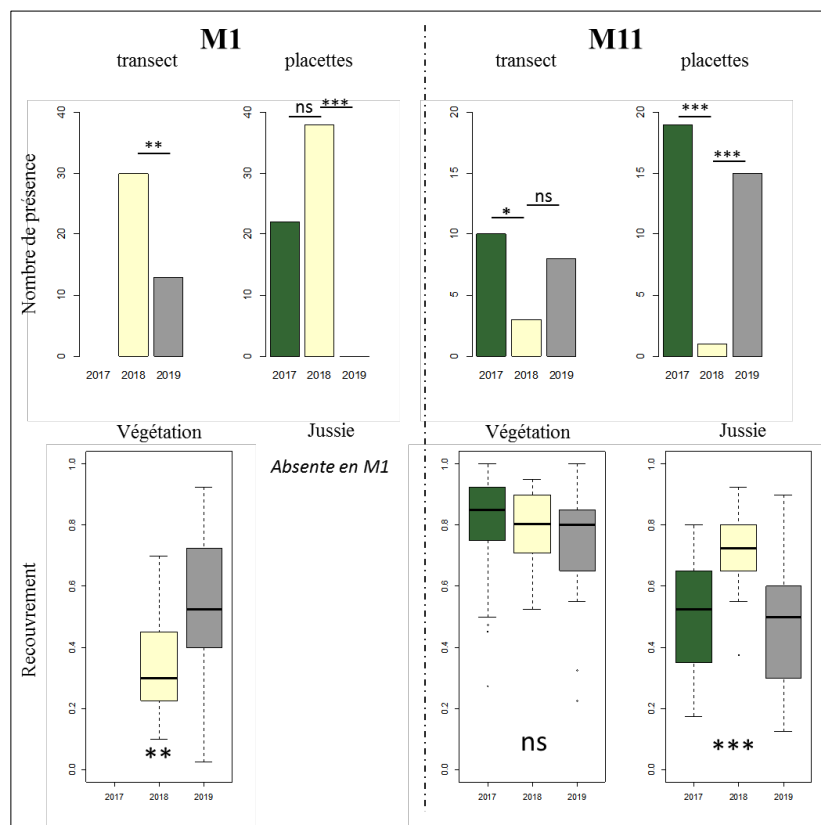 M1
M11
transect
placettes
transect
placettes
Nombre de présence
40
30
20
10
0
**
2017 2018 2019
40
30
20
10
0
ns ***
2017 2018 2019
20
15
10
5
0
* ns
2017 2018 2019
20
15
10
5
0
*** ***
2017 2018 2019
Végétation
Jussie
Végétation
Jussie
Absente en M1
Recouvrement
1.0
0.8
0.6
0.4
0.2
0.0
**
2017 2018 2019
1.0
0.8
0.6
0.4
0.2
0.0
ns
2017 2018 2019
1.0
0.8
0.6
0.4
0.2
0.0
***
2017 2018 2019